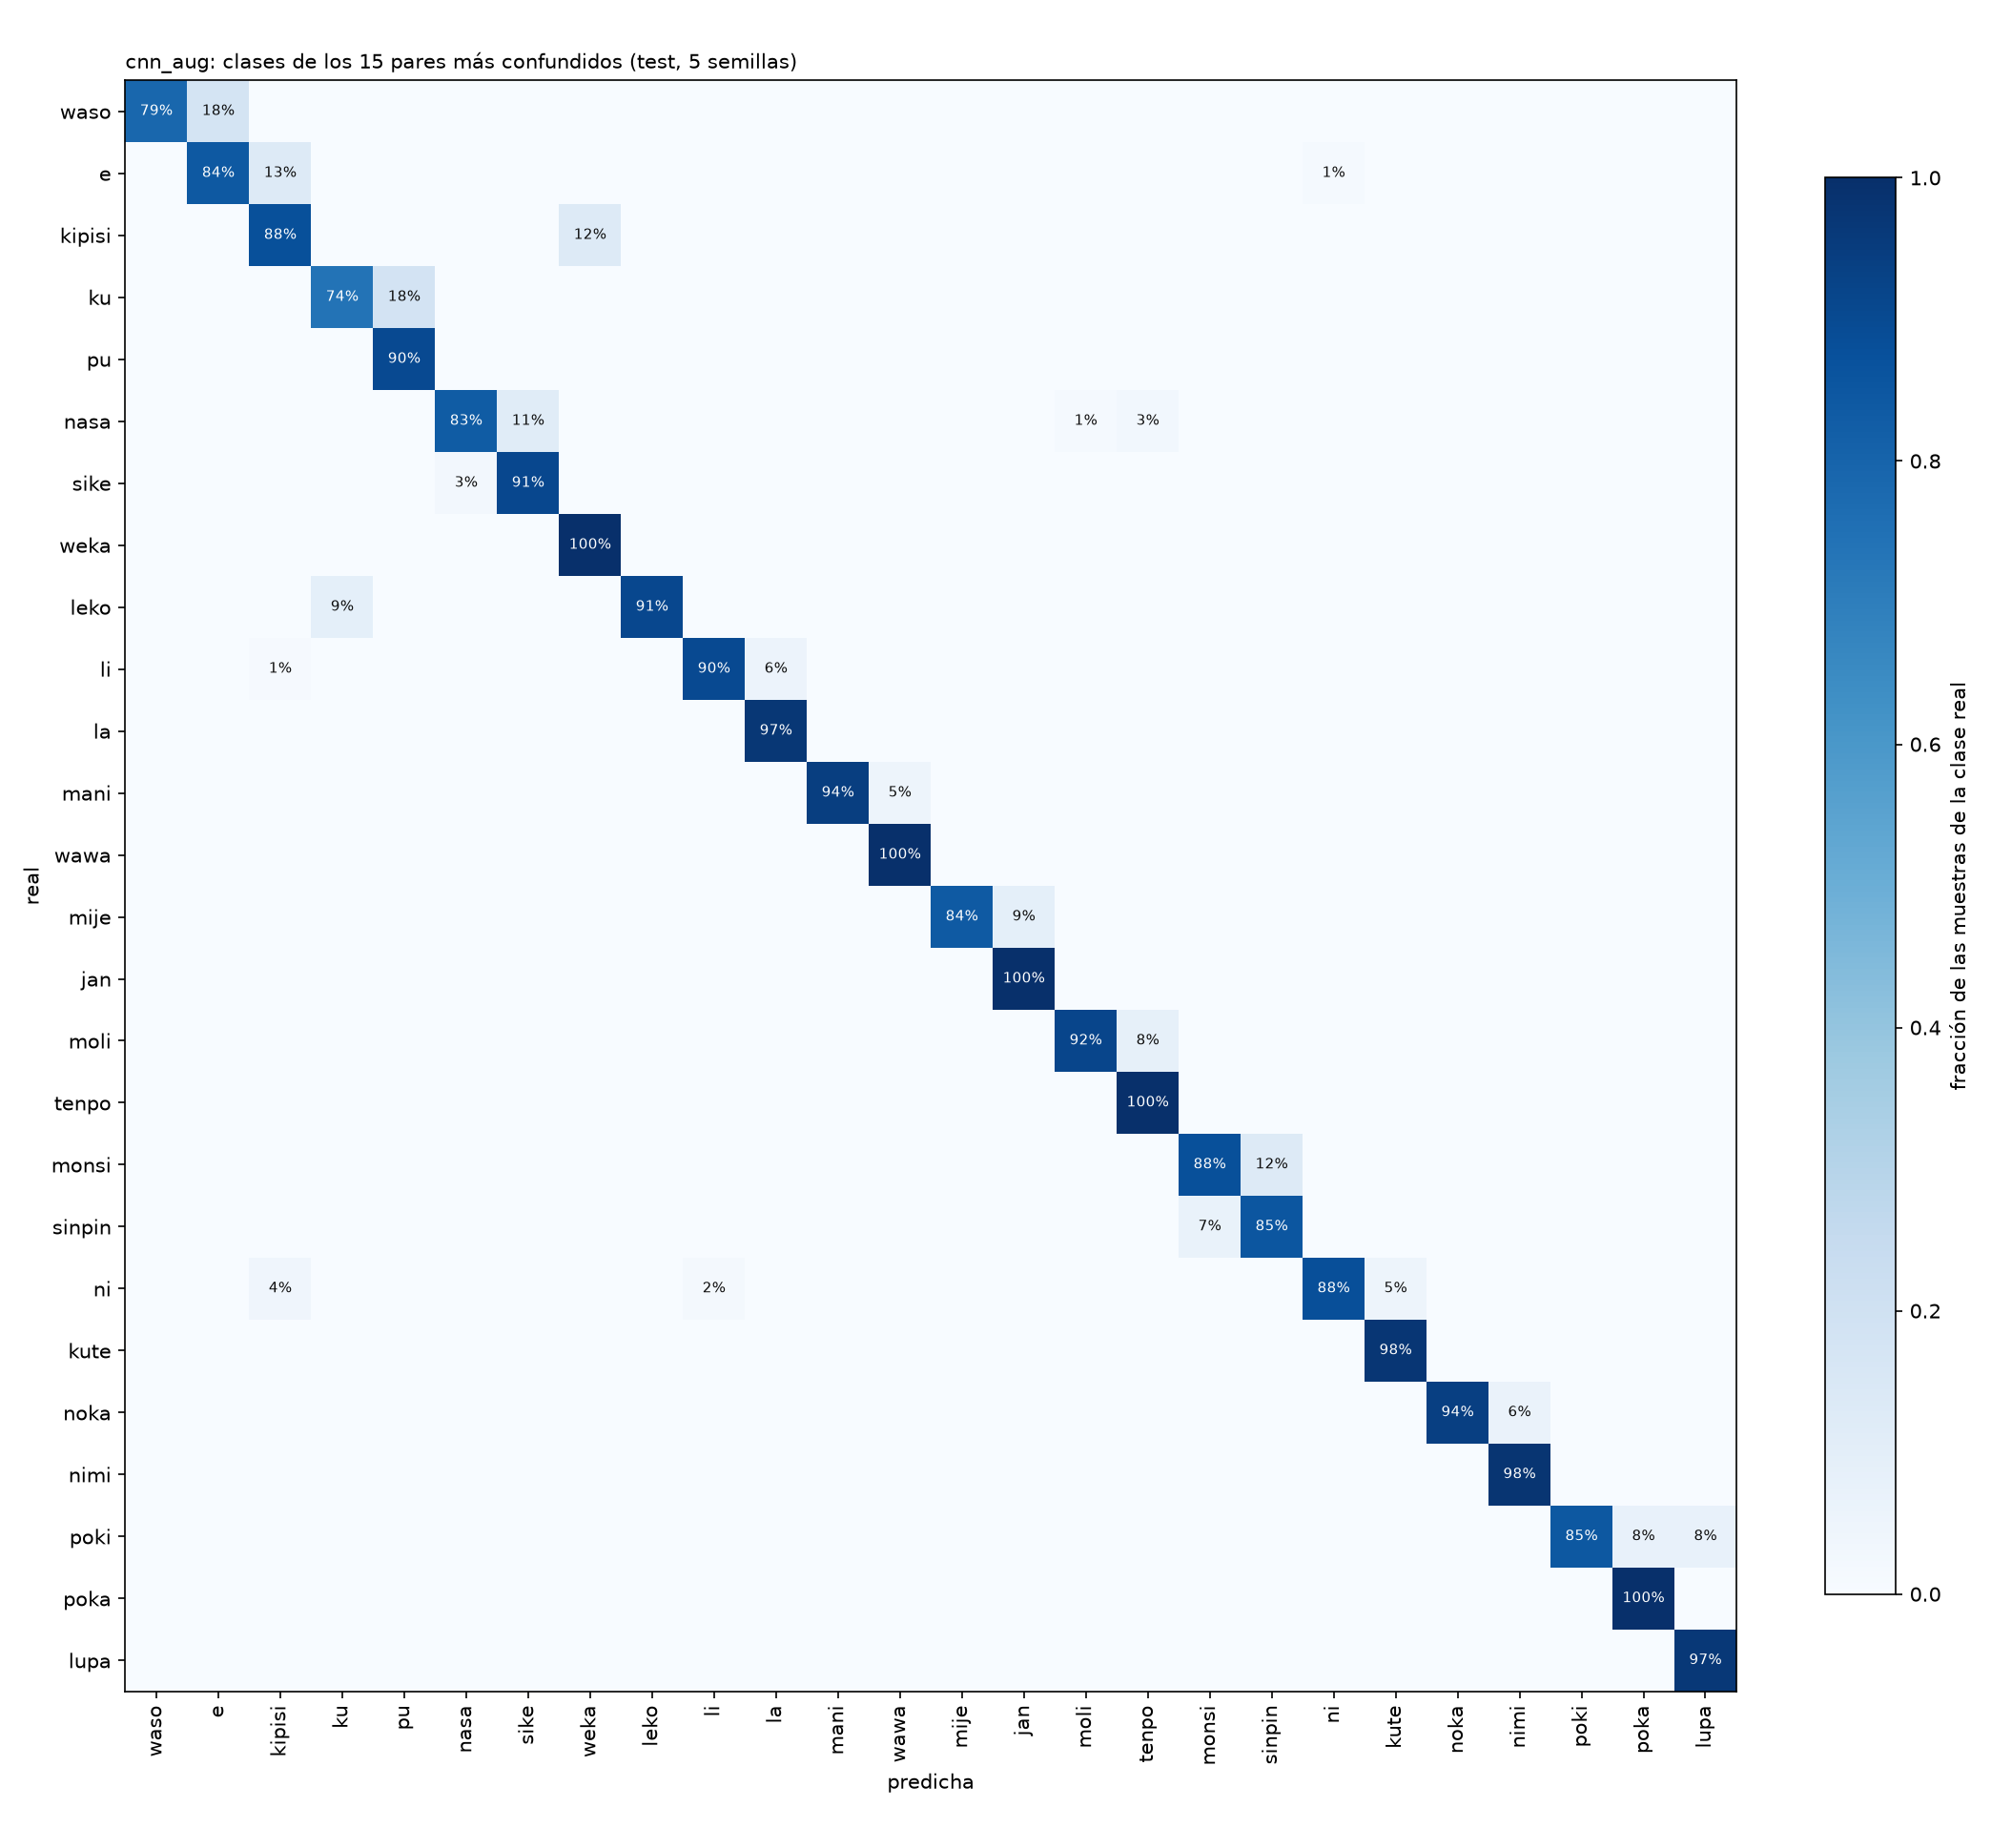 cnn_aug: clases de los 15 pares más confundidos (test, 5 semillas)
waso 79% 18%
e 84% 13% 1%
kipisi 88% 12%
ku 74% 18%
pu 90%
nasa 83% 11% 1% 3%
sike 3% 91%
weka 100%
leko 9% 91%
li 1% 90% 6%
la 97%
mani 94% 5%
wawa 100%
mije 84% 9%
jan 100%
moli 92% 8%
tenpo 100%
monsi 88% 12%
sinpin 7% 85%
ni 4% 2% 88% 5%
kute 98%
noka 94% 6%
nimi 98%
poki 85% 8% 8%
poka 100%
lupa 97%
real
waso e kipisi ku pu nasa sike weka leko li la mani wawa mije jan moli tenpo monsi sinpin ni kute noka nimi poki poka lupa
predicha
1.0
0.8
0.6
0.4
0.2
0.0
fracción de las muestras de la clase real